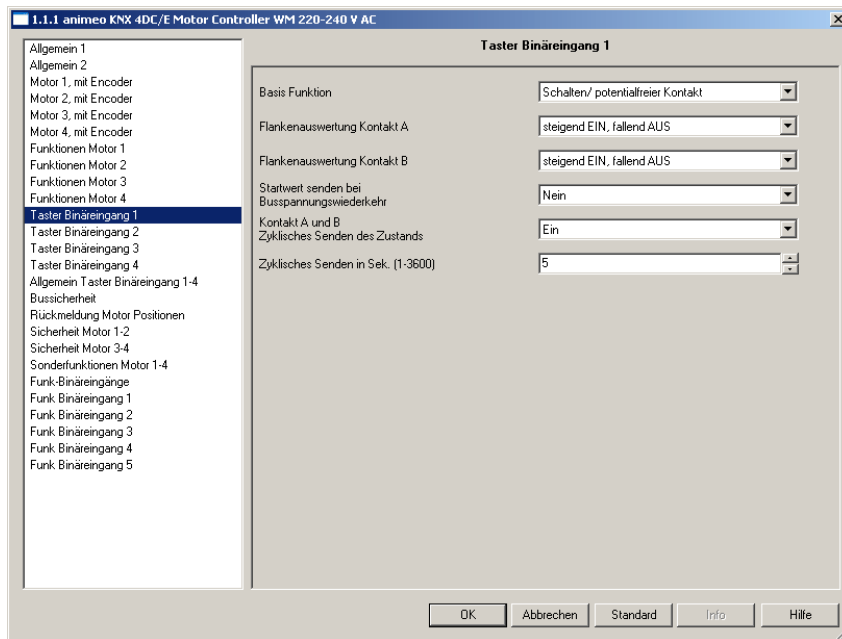 1.1.1 animeo KNX 4DC/E Motor Controller WM 220-240 V AC
Allgemein 1
Allgemein 2
Motor 1, mit Encoder
Motor 2, mit Encoder
Motor 3, mit Encoder
Motor 4, mit Encoder
Funktionen Motor 1
Funktionen Motor 2
Funktionen Motor 3
Funktionen Motor 4
Taster Binäreingang 1
Taster Binäreingang 2
Taster Binäreingang 3
Taster Binäreingang 4
Allgemein Taster Binäreingang 1-4
Bussicherheit
Rückmeldung Motor Positionen
Sicherheit Motor 1-2
Sicherheit Motor 3-4
Sonderfunktionen Motor 1-4
Funk-Binäreingänge
Funk Binäreingang 1
Funk Binäreingang 2
Funk Binäreingang 3
Funk Binäreingang 4
Funk Binäreingang 5
Taster Binäreingang 1
Basis Funktion
Schalten/ potentialfreier Kontakt
Flankenauswertung Kontakt A
steigend EIN, fallend AUS
Flankenauswertung Kontakt B
steigend EIN, fallend AUS
Startwert senden bei
Busspannungswiederkehr
Nein
Kontakt A und B
Zyklisches Senden des Zustands
Ein
Zyklisches Senden in Sek. (1-3600)
5
OK
Abbrechen
Standard
Info
Hilfe